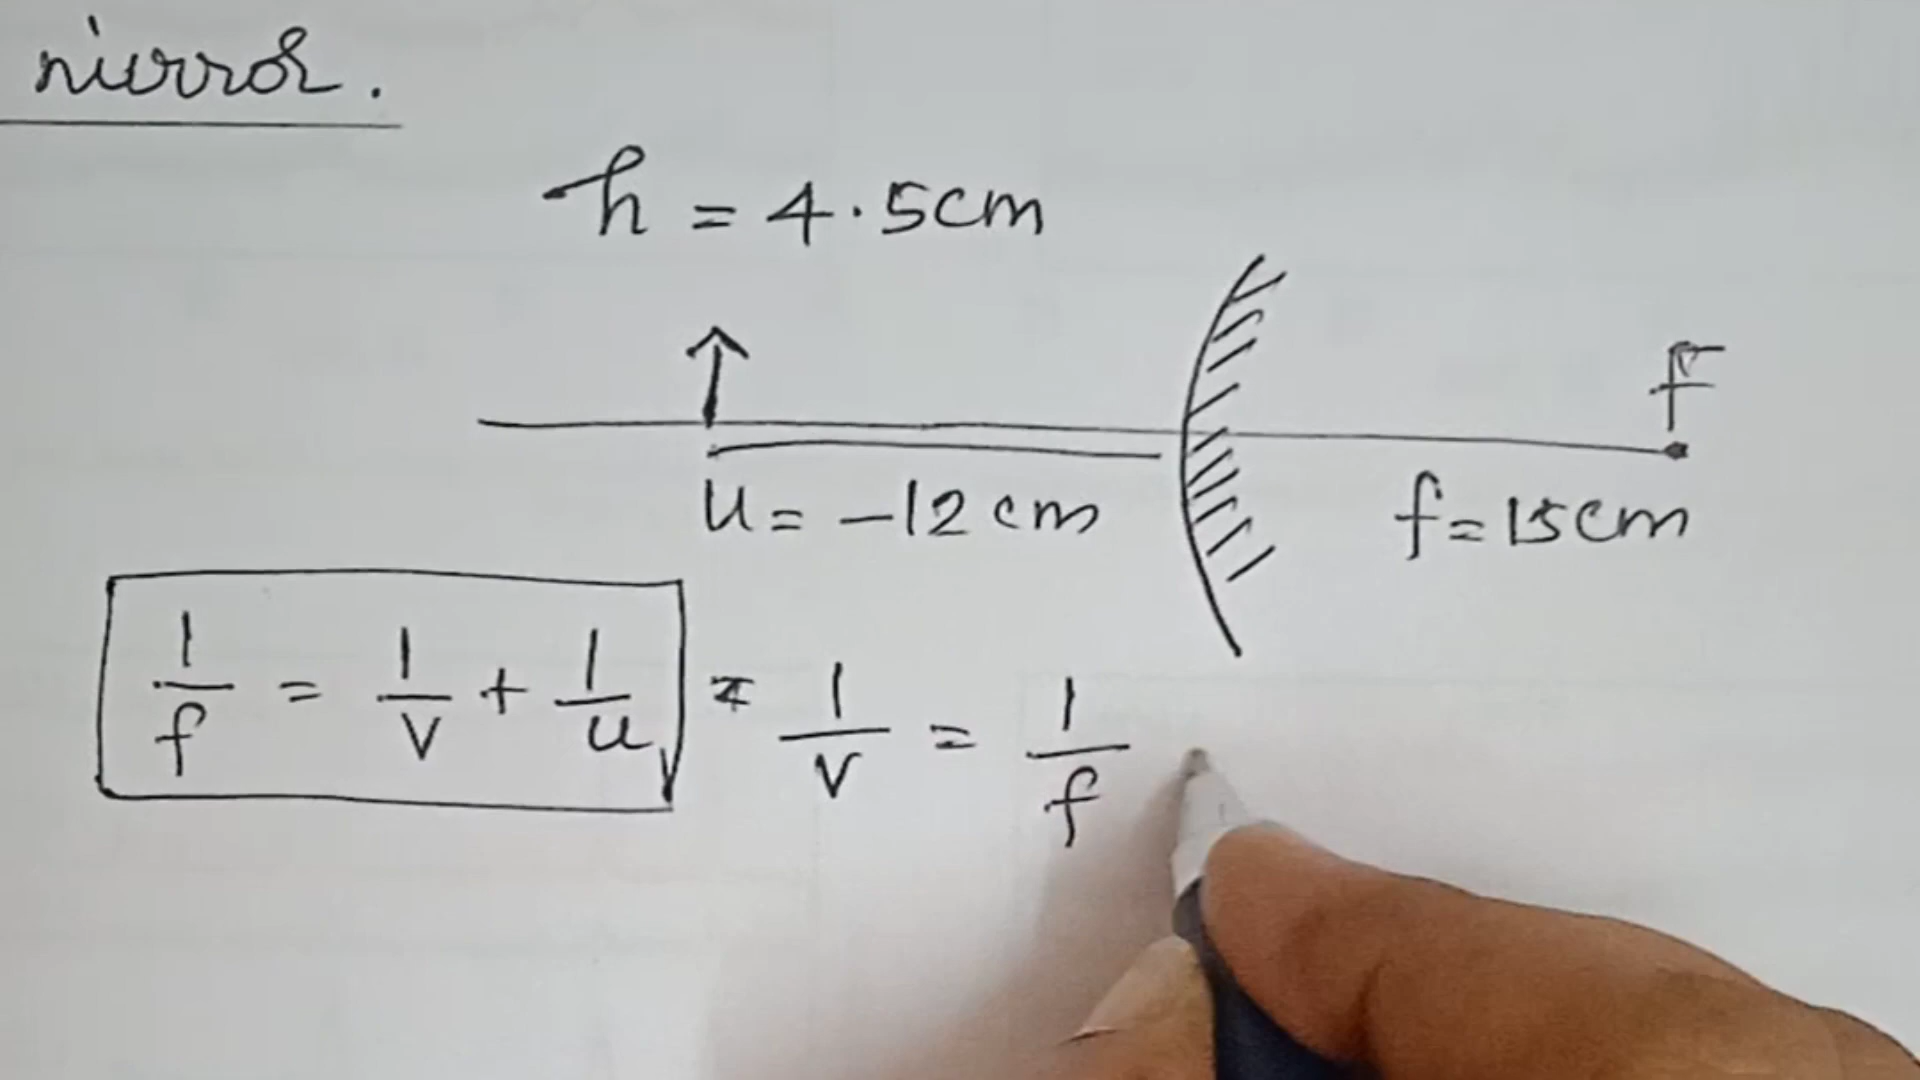 mirror.
h = 4.5cm
F
u = -12 cm
f = 15cm
1/f = 1/v + 1/u
1/v = 1/f